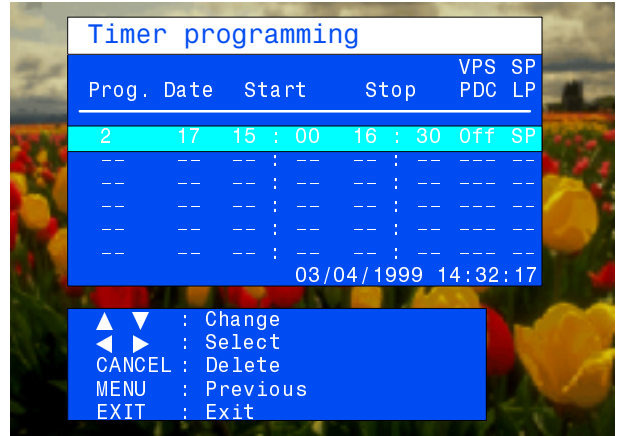 Timer programming
VPS SP
Prog. Date Start Stop PDC LP
2 17 15 : 00 16 : 30 Off SP
-- -- -- : -- -- : -- --- --
-- -- -- : -- -- : -- --- --
-- -- -- : -- -- : -- --- --
-- -- -- : -- -- : -- --- --
-- -- -- : -- -- : -- --- --
03/04/1999 14:32:17
▲ ▼ : Change
◀ ▶ : Select
CANCEL : Delete
MENU : Previous
EXIT : Exit